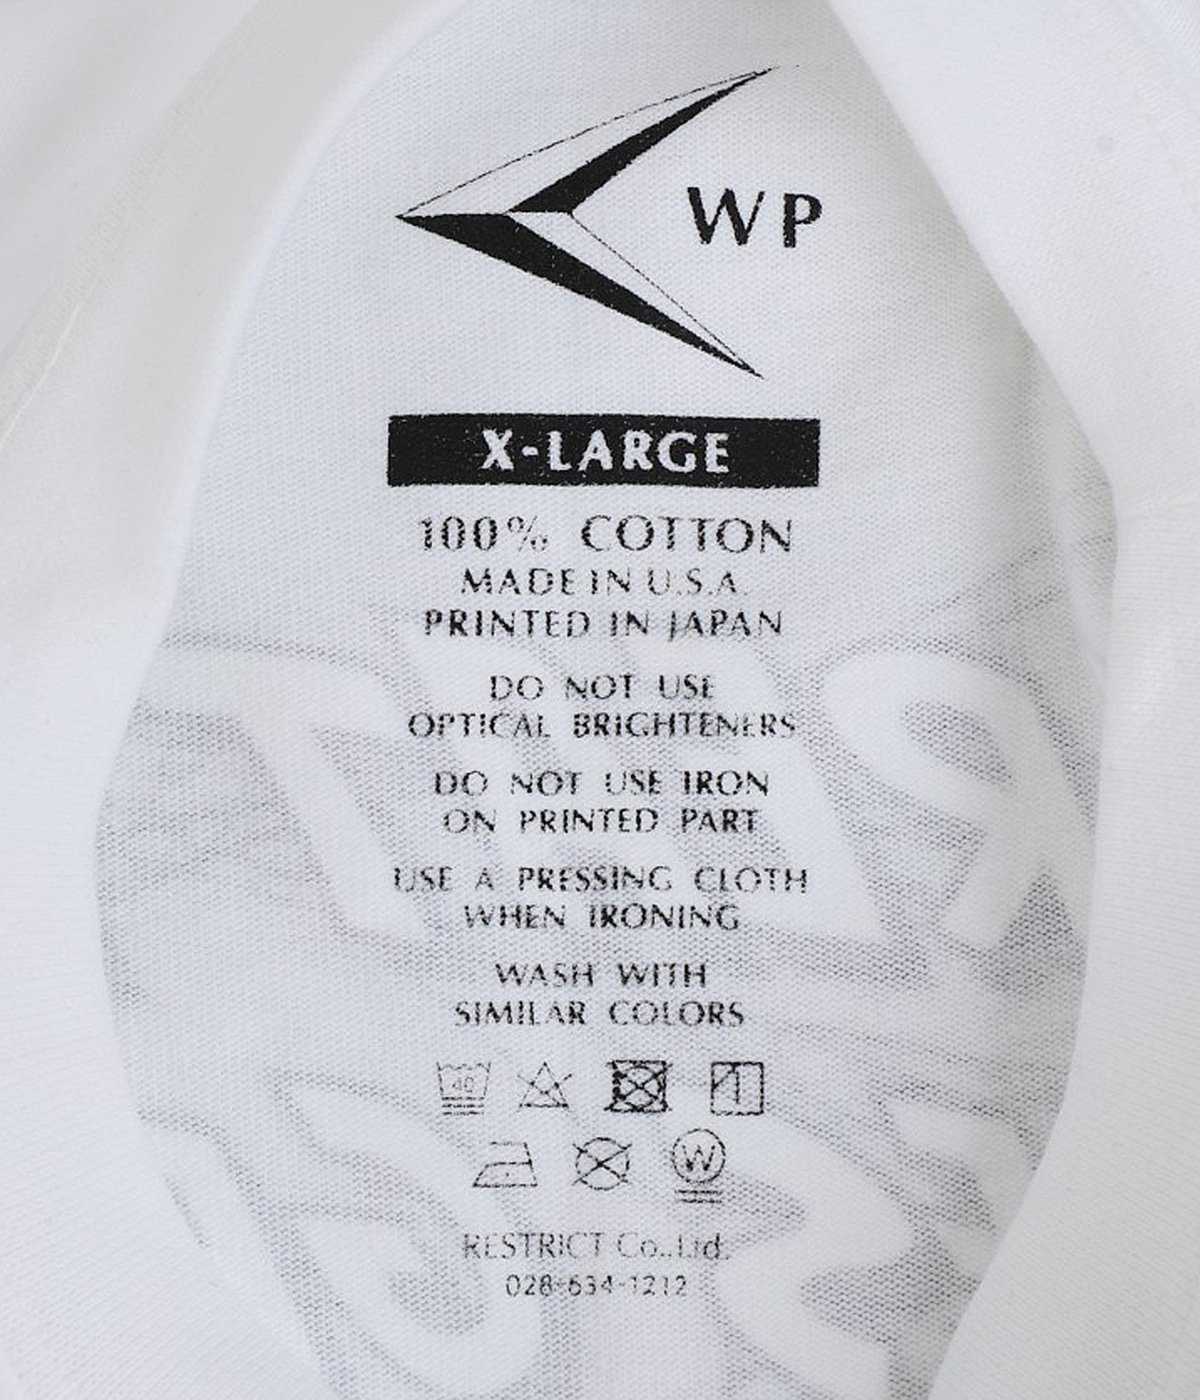 WP
X-LARGE
100% COTTON
MADE IN U.S.A.
PRINTED IN JAPAN
DO NOT USE
OPTICAL BRIGHTENERS
DO NOT USE IRON
ON PRINTED PART
USE A PRESSING CLOTH
WHEN IRONING
WASH WITH
SIMILAR COLORS
40
W
RESTRICT Co.,Ltd.
028-634-1212